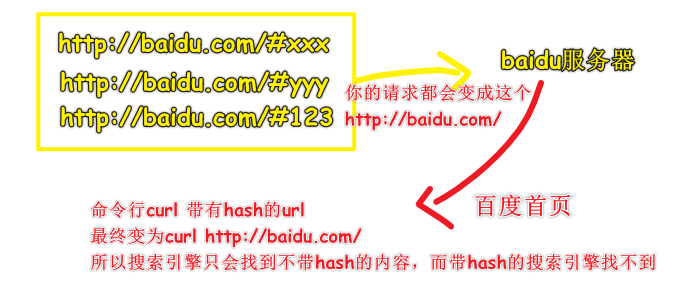 http://baidu.com/#xxx
http://baidu.com/#yyy
http://baidu.com/#123
baidu服务器
你的请求都会变成这个
http://baidu.com/
百度首页
命令行curl 带有hash的url
最终变为curl http://baidu.com/
所以搜索引擎只会找到不带hash的内容，而带hash的搜索引擎找不到